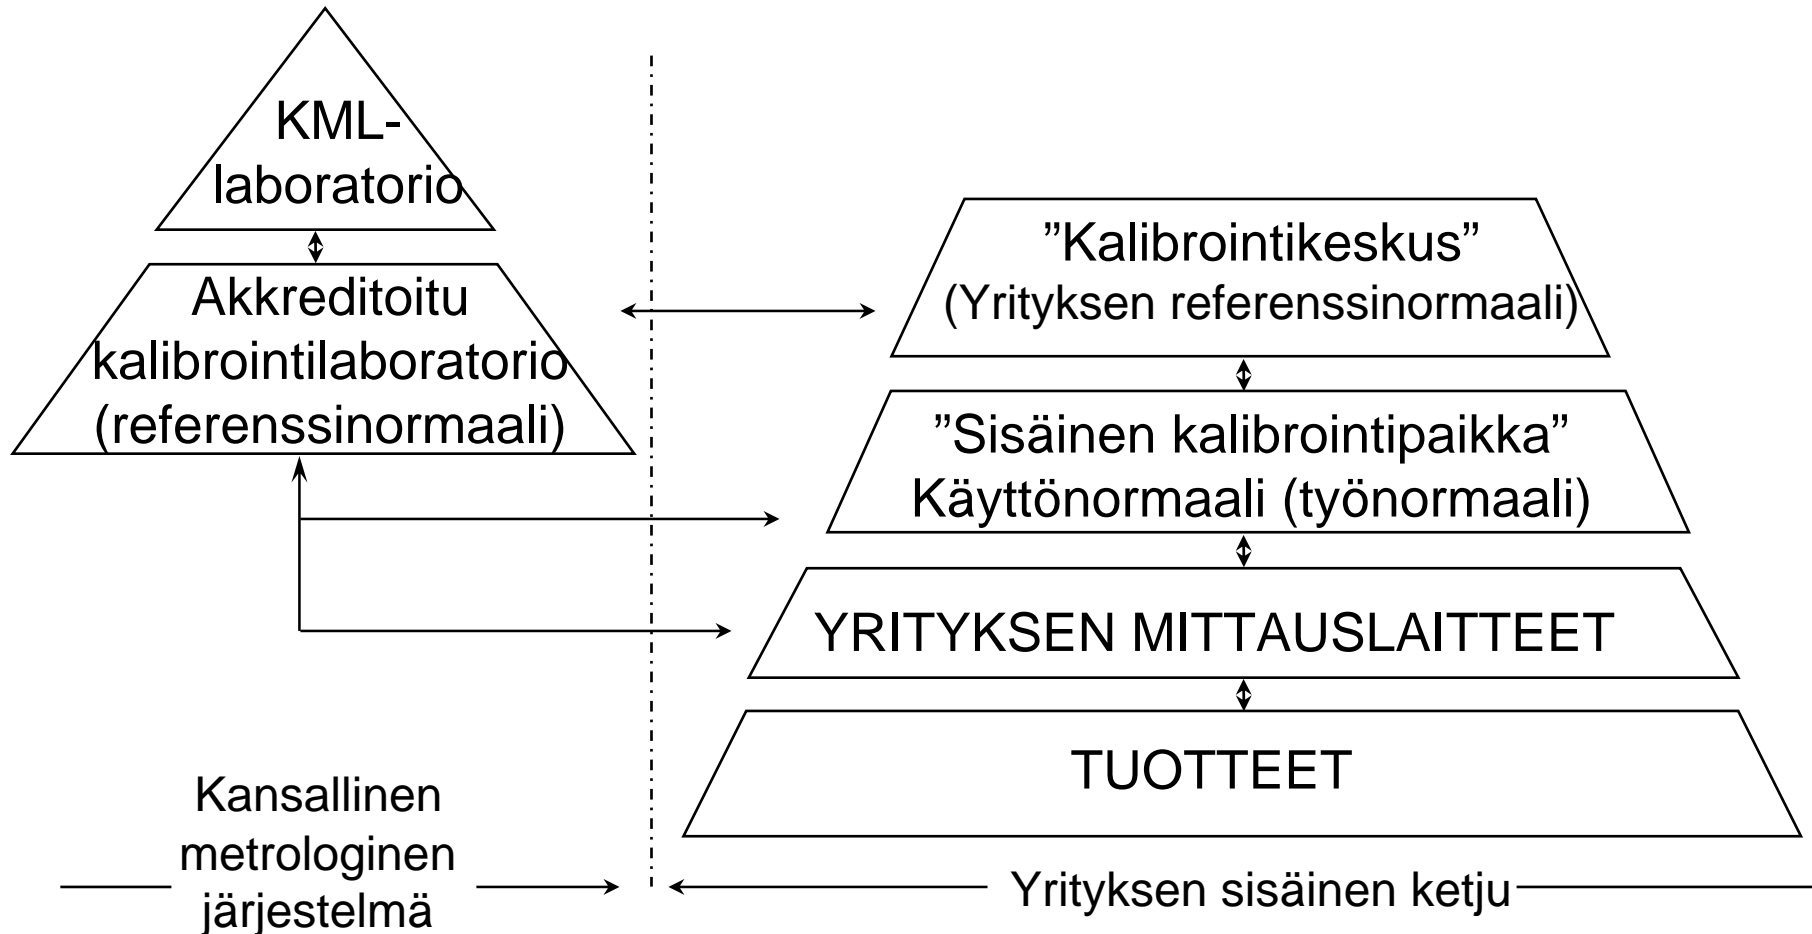 KML-
laboratorio
Akkreditoitu
kalibrointilaboratorio
(referenssinormaali)
”Kalibrointikeskus”
(Yrityksen referenssinormaali)
”Sisäinen kalibrointipaikka”
Käyttönormaali (työnormaali)
YRITYKSEN MITTAUSLAITTEET
TUOTTEET
Kansallinen
metrologinen
järjestelmä
Yrityksen sisäinen ketju